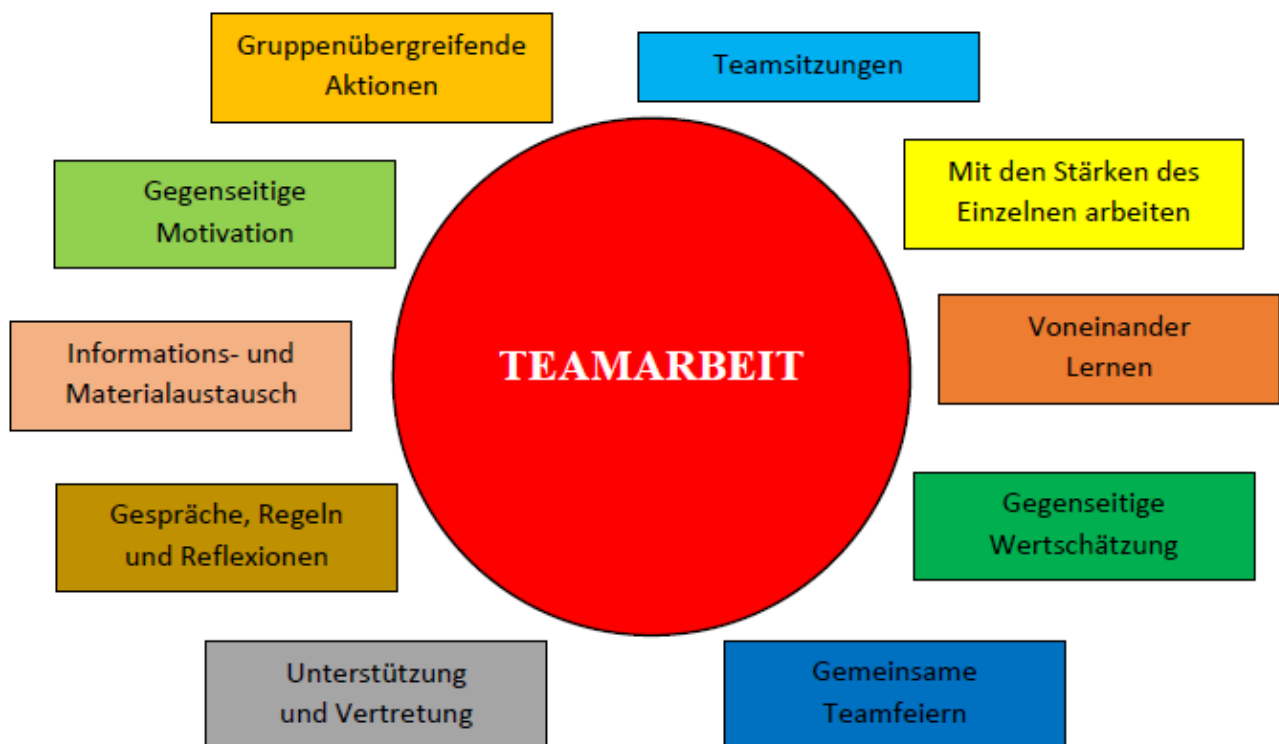 Gruppenübergreifende
Aktionen
Teamsitzungen
Gegenseitige
Motivation
Mit den Stärken des
Einzelnen arbeiten
Informations- und
Materialaustausch
TEAMARBEIT
Voneinander
Lernen
Gespräche, Regeln
und Reflexionen
Gegenseitige
Wertschätzung
Unterstützung
und Vertretung
Gemeinsame
Teamfeiern